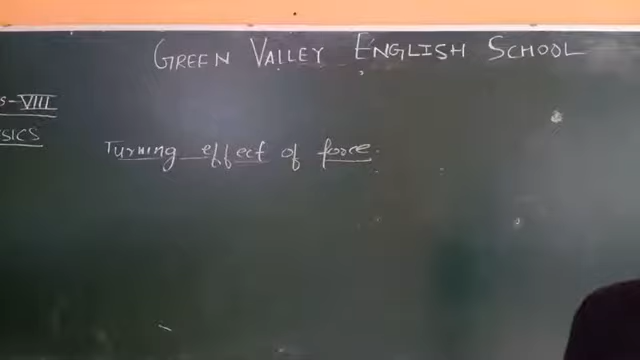 GREEN VALLEY ENGLISH SCHOOL
s-VIII
SICS
Turning effect of force.